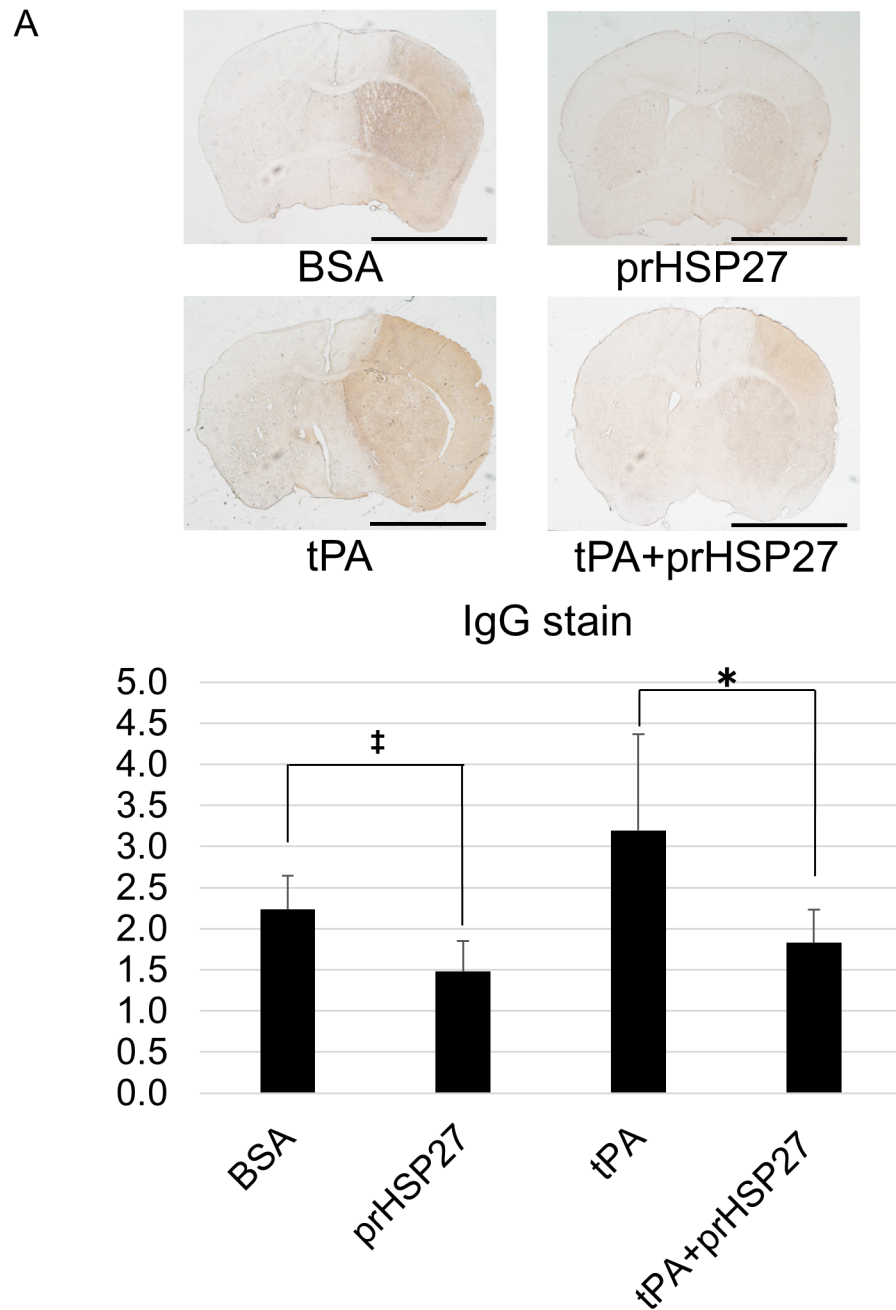 A
BSA
prHSP27
tPA
tPA+prHSP27
IgG stain
5.0
4.5
4.0
3.5
3.0
2.5
2.0
1.5
1.0
0.5
0.0
‡
*
BSA
prHSP27
tPA
tPA+prHSP27